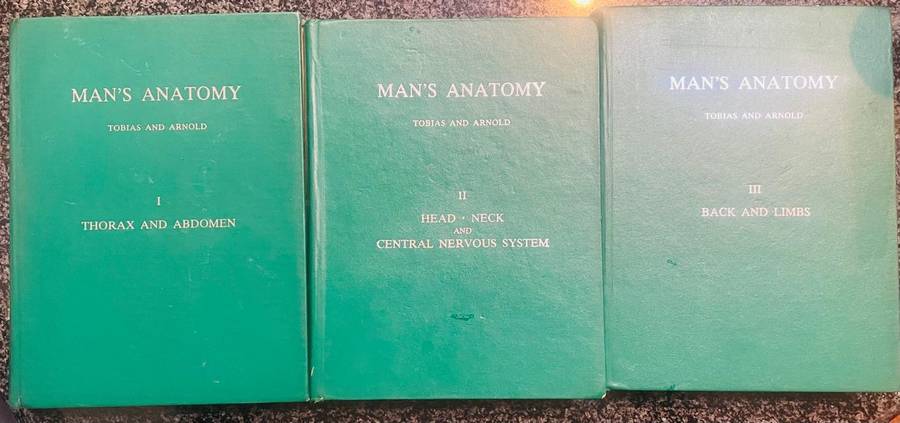 MAN'S ANATOMY
TOBIAS AND ARNOLD
I
THORAX AND ABDOMEN
MAN'S ANATOMY
TOBIAS AND ARNOLD
II
HEAD · NECK
AND
CENTRAL NERVOUS SYSTEM
MAN'S ANATOMY
TOBIAS AND ARNOLD
III
BACK AND LIMBS